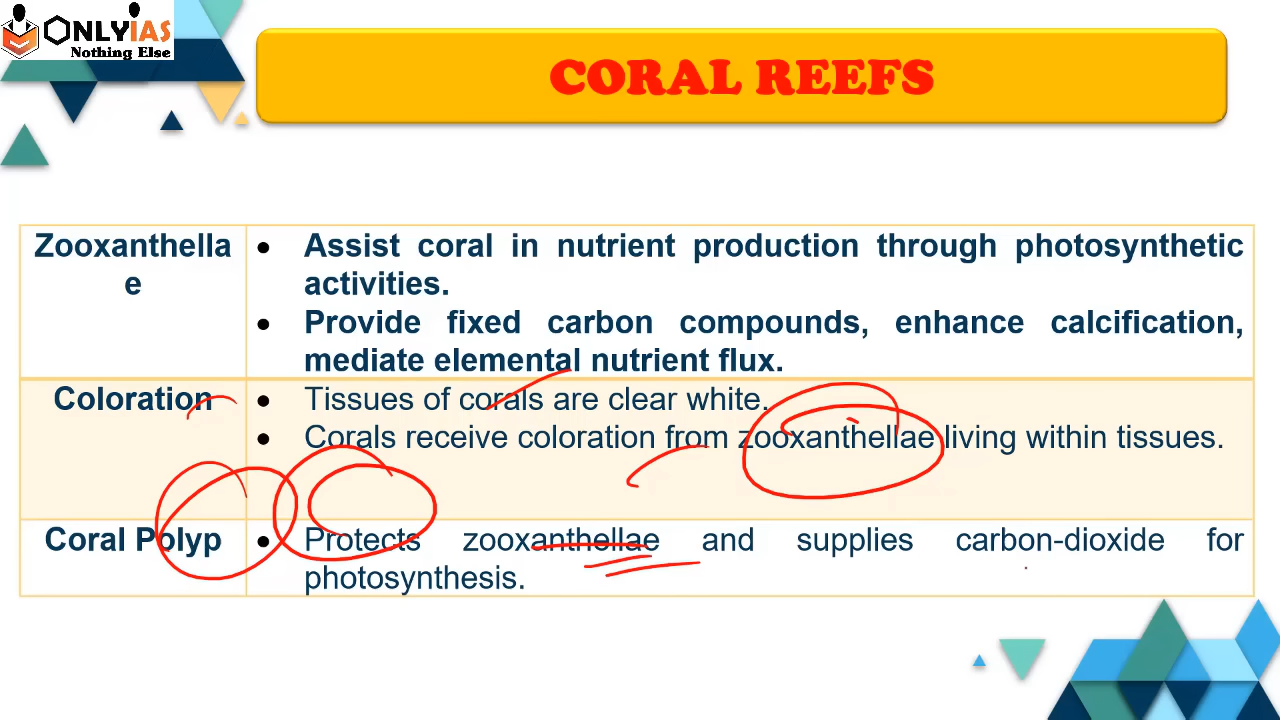 ONLYIAS
Nothing Else
CORAL REEFS
Zooxanthella
e
• Assist coral in nutrient production through photosynthetic
activities.
• Provide fixed carbon compounds, enhance calcification,
mediate elemental nutrient flux.
Coloration
• Tissues of corals are clear white.
• Corals receive coloration from zooxanthellae living within tissues.
Coral Polyp
• Protects zooxanthellae and supplies carbon-dioxide for
photosynthesis.